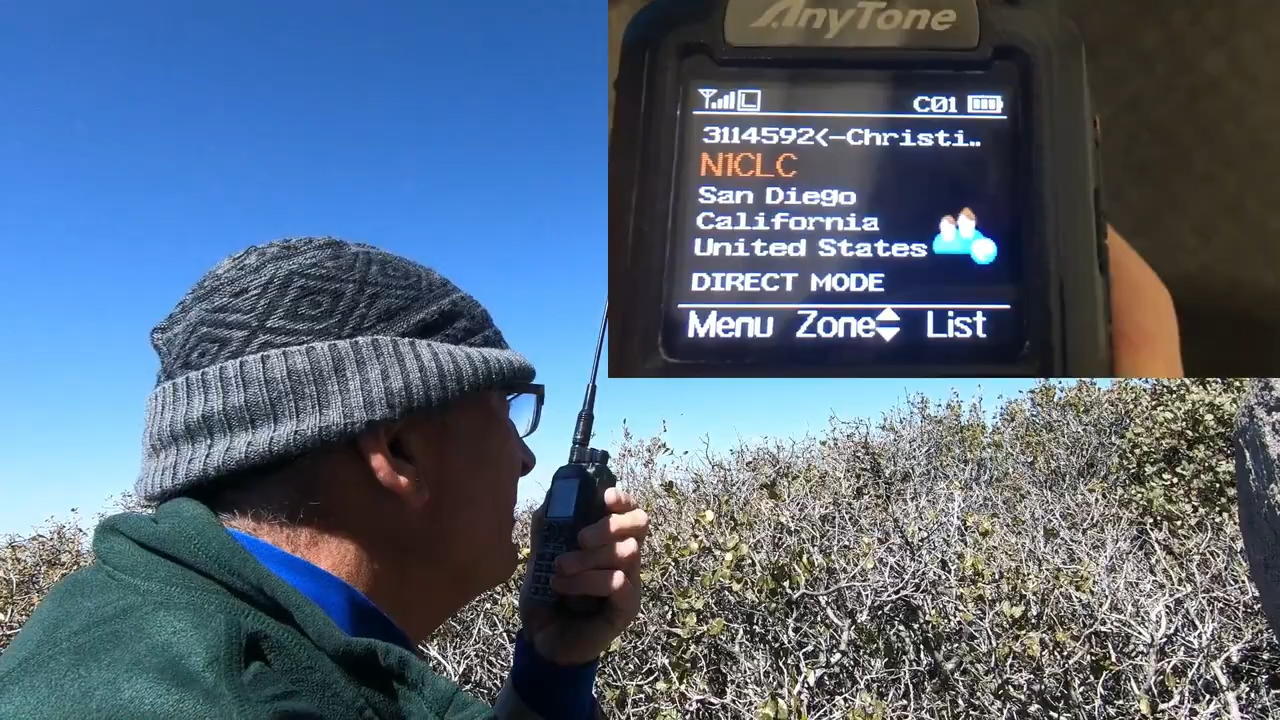 AnyTone
C01
3114592<-Christi..
N1CLC
San Diego
California
United States
DIRECT MODE
Menu Zone List